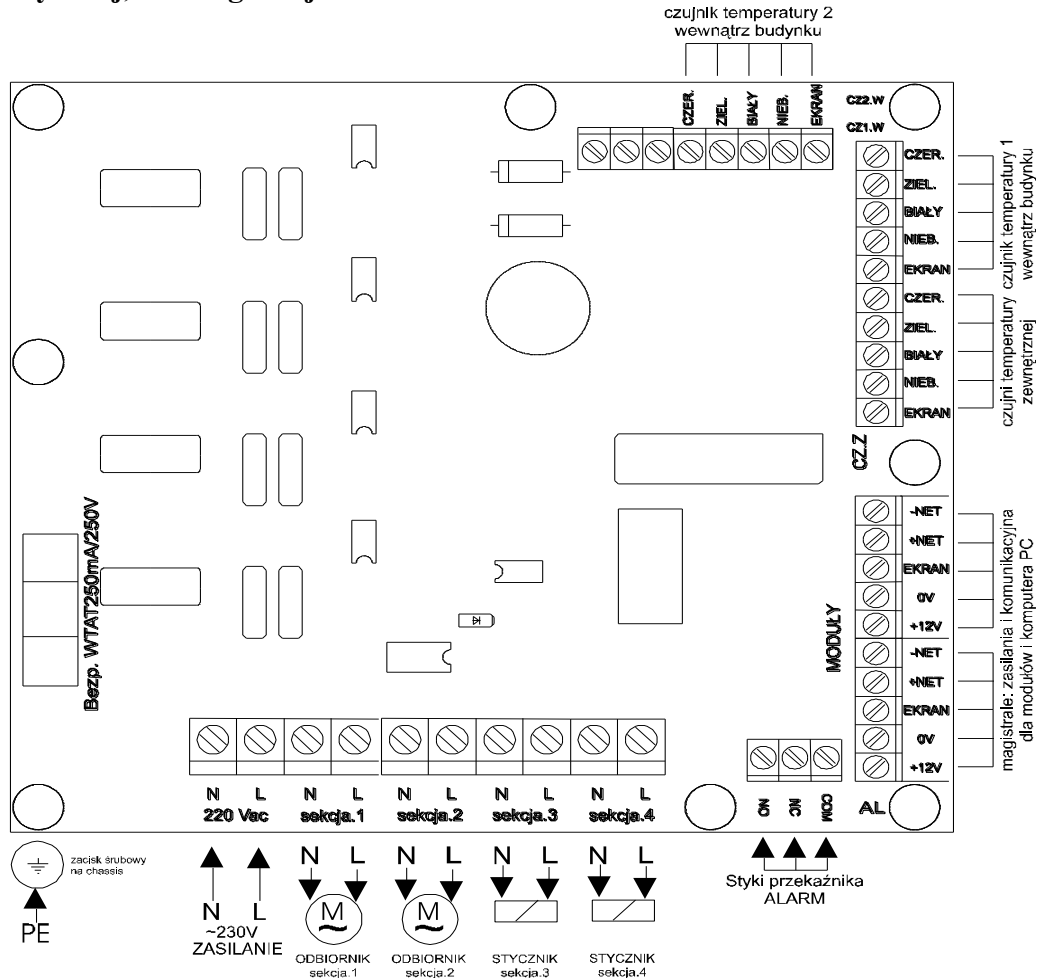 czujnik temperatury 2
wewnątrz budynku
CZER.
ZIEL.
BIAŁY
NIEB.
EKRAN
CZ2.W
CZ1.W
CZER.
ZIEL.
BIAŁY
NIEB.
EKRAN
czujnik temperatury 1
wewnątrz budynku
CZER.
ZIEL.
BIAŁY
NIEB.
EKRAN
czujni temperatury
zewnętrznej
CZ.Z
-NET
+NET
EKRAN
0V
+12V
-NET
+NET
EKRAN
0V
+12V
MODUŁY
magistrale: zasilania i komunikacyjna
dla modułów i komputera PC
Bezp. WTAT250mA/250V
N L N L N L N L N L
220 Vac sekcja.1 sekcja.2 sekcja.3 sekcja.4
NO
NC
COM
AL
zacisk śrubowy
na chassis
PE
N L
~230V
ZASILANIE
N L
M
~
ODBIORNIK
sekcja.1
N L
M
~
ODBIORNIK
sekcja.2
N L
STYCZNIK
sekcja.3
N L
STYCZNIK
sekcja.4
Styki przekaźnika
ALARM